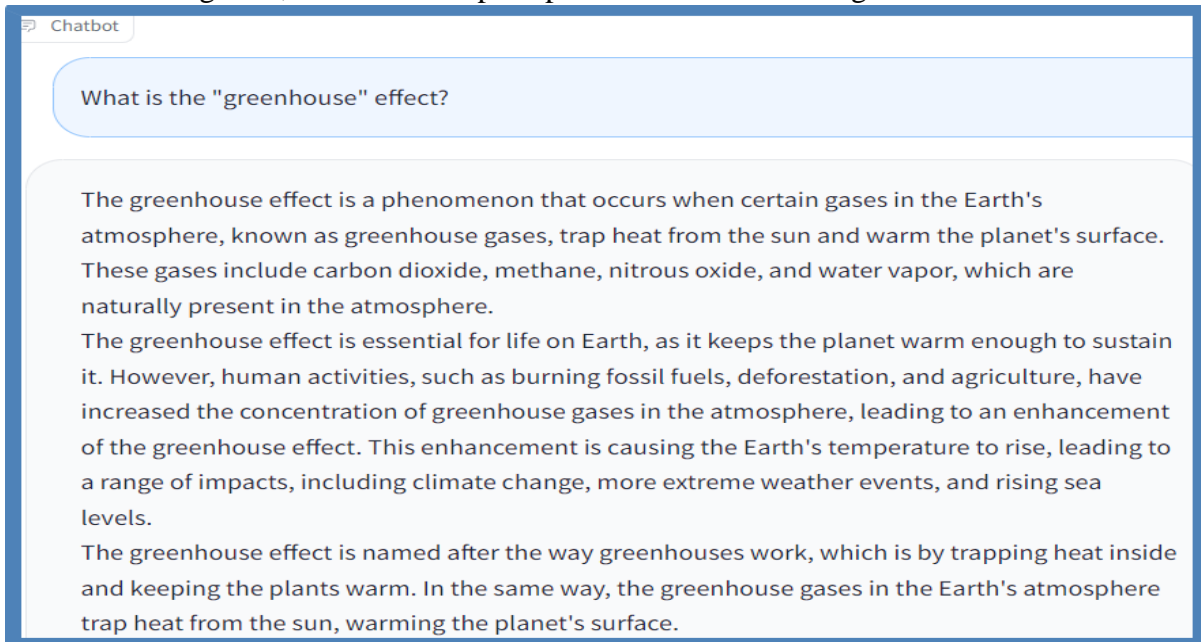 Chatbot
What is the "greenhouse" effect?
The greenhouse effect is a phenomenon that occurs when certain gases in the Earth's
atmosphere, known as greenhouse gases, trap heat from the sun and warm the planet's surface.
These gases include carbon dioxide, methane, nitrous oxide, and water vapor, which are
naturally present in the atmosphere.
The greenhouse effect is essential for life on Earth, as it keeps the planet warm enough to sustain
it. However, human activities, such as burning fossil fuels, deforestation, and agriculture, have
increased the concentration of greenhouse gases in the atmosphere, leading to an enhancement
of the greenhouse effect. This enhancement is causing the Earth's temperature to rise, leading to
a range of impacts, including climate change, more extreme weather events, and rising sea
levels.
The greenhouse effect is named after the way greenhouses work, which is by trapping heat inside
and keeping the plants warm. In the same way, the greenhouse gases in the Earth's atmosphere
trap heat from the sun, warming the planet's surface.